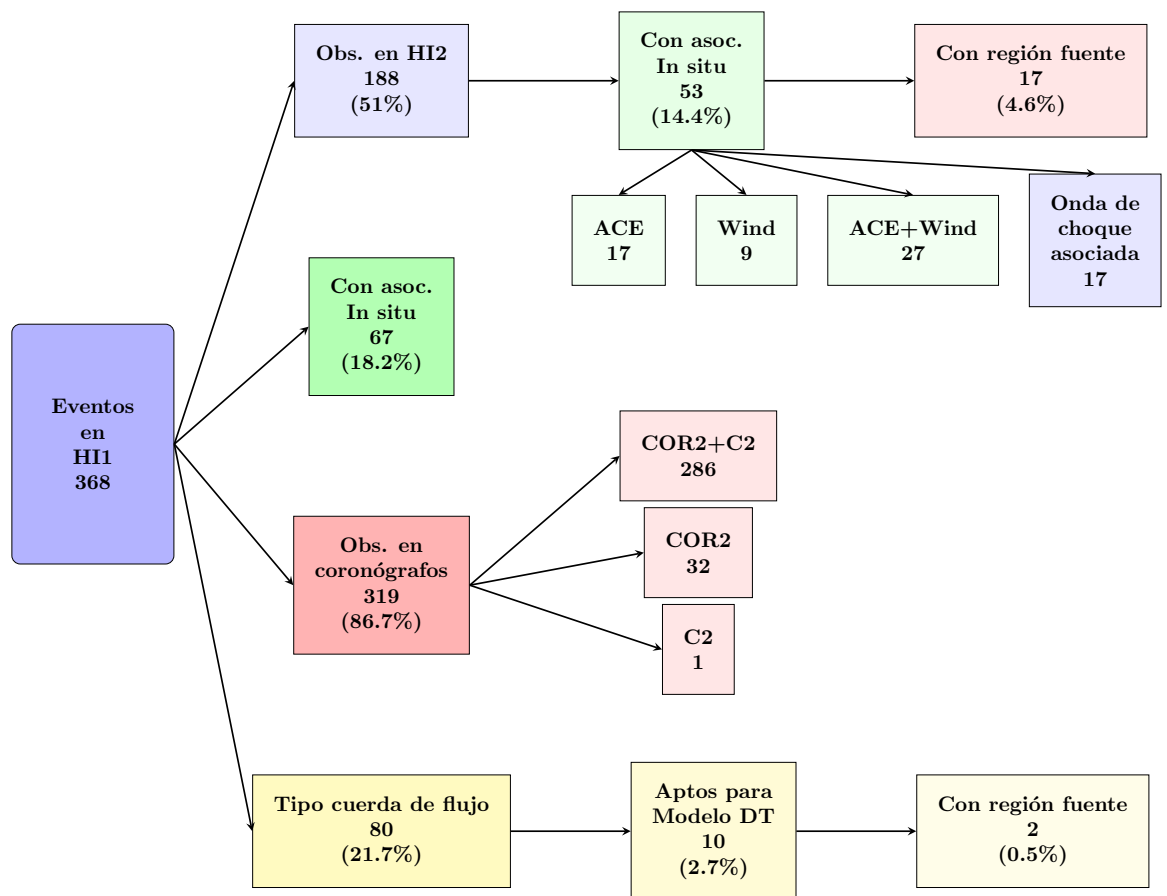 Eventos
en
HI1
368
Obs. en HI2
188
(51%)
Con asoc.
In situ
53
(14.4%)
Con región fuente
17
(4.6%)
ACE
17
Wind
9
ACE+Wind
27
Onda de
choque
asociada
17
Con asoc.
In situ
67
(18.2%)
Obs. en
coronógrafos
319
(86.7%)
COR2+C2
286
COR2
32
C2
1
Tipo cuerda de flujo
80
(21.7%)
Aptos para
Modelo DT
10
(2.7%)
Con región fuente
2
(0.5%)